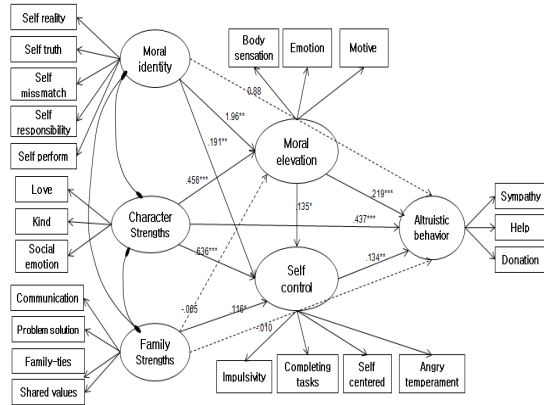 Self reality
Self truth
Self
missmatch
Self
responsibility
Self perform
Love
Kind
Social
emotion
Communication
Problem solution
Family-ties
Shared values
Moral
identity
Character
Strengths
Family
Strengths
Body
sensation
Emotion
Motive
0.88
1.96**
.191**
Moral
elevation
.456***
.219***
.135*
.437***
.636***
Altruistic
behavior
Self
control
.134**
-.065
.116*
-.010
Sympathy
Help
Donation
Impulsivity
Completing
tasks
Self
centered
Angry
temperament